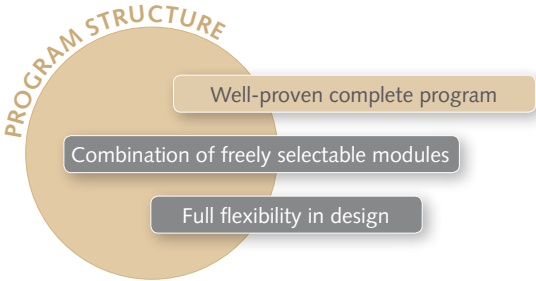 PROGRAM STRUCTURE
Well-proven complete program
Combination of freely selectable modules
Full flexibility in design